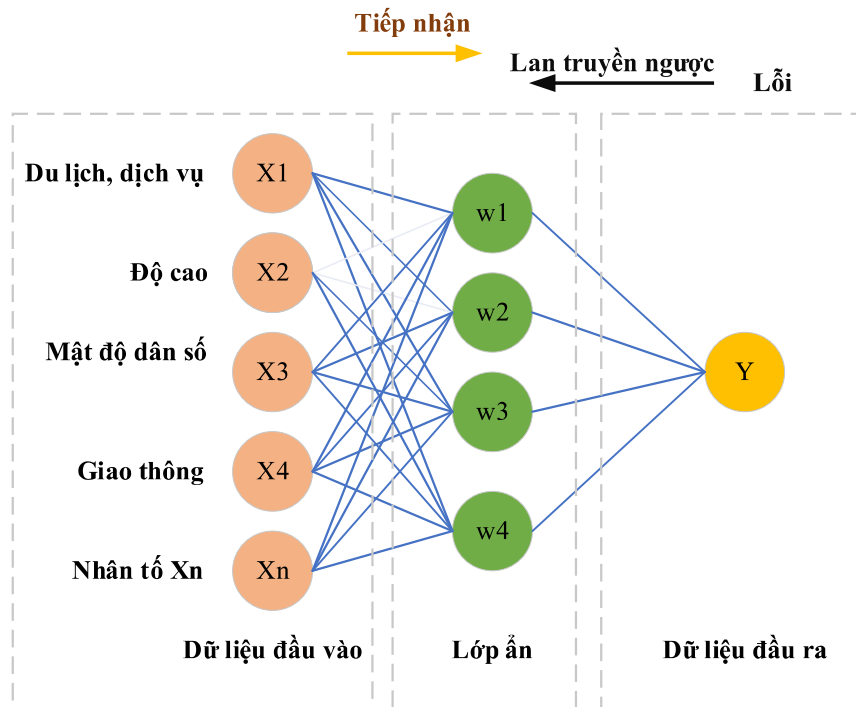 Tiếp nhận
Lan truyền ngược
Lỗi
Du lịch, dịch vụ
X1
w1
Độ cao
X2
w2
Mật độ dân số
X3
Y
w3
Giao thông
X4
w4
Nhân tố Xn
Xn
Dữ liệu đầu vào
Lớp ẩn
Dữ liệu đầu ra